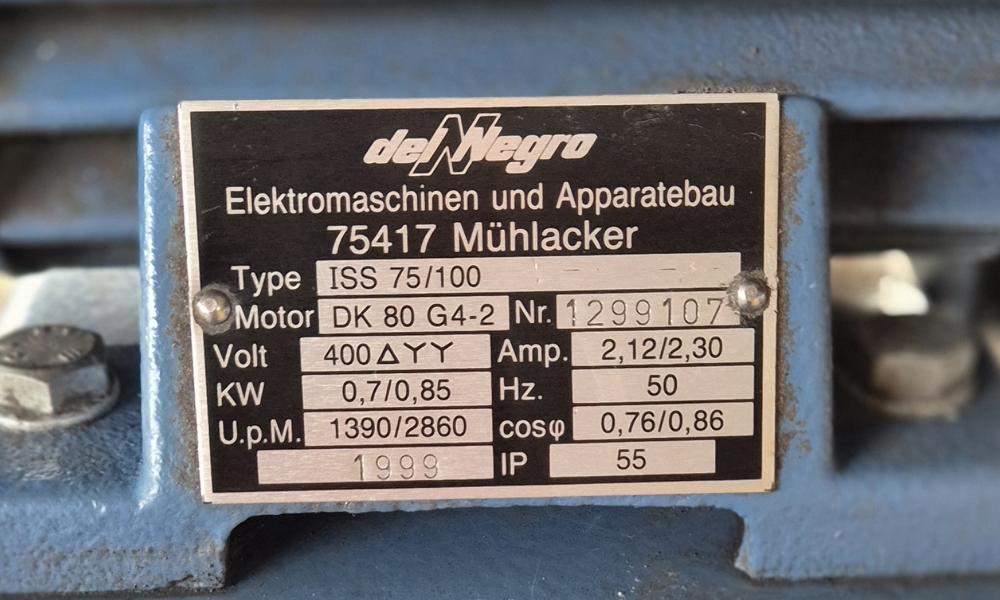 del Negro
Elektromaschinen und Apparatebau
75417 Mühlacker
Type ISS 75/100
Motor DK 80 G4-2 Nr. 1299107
Volt 400 Δ Y Y Amp. 2,12/2,30
KW 0,7/0,85 Hz. 50
U.p.M. 1390/2860 cosφ 0,76/0,86
1999 IP 55